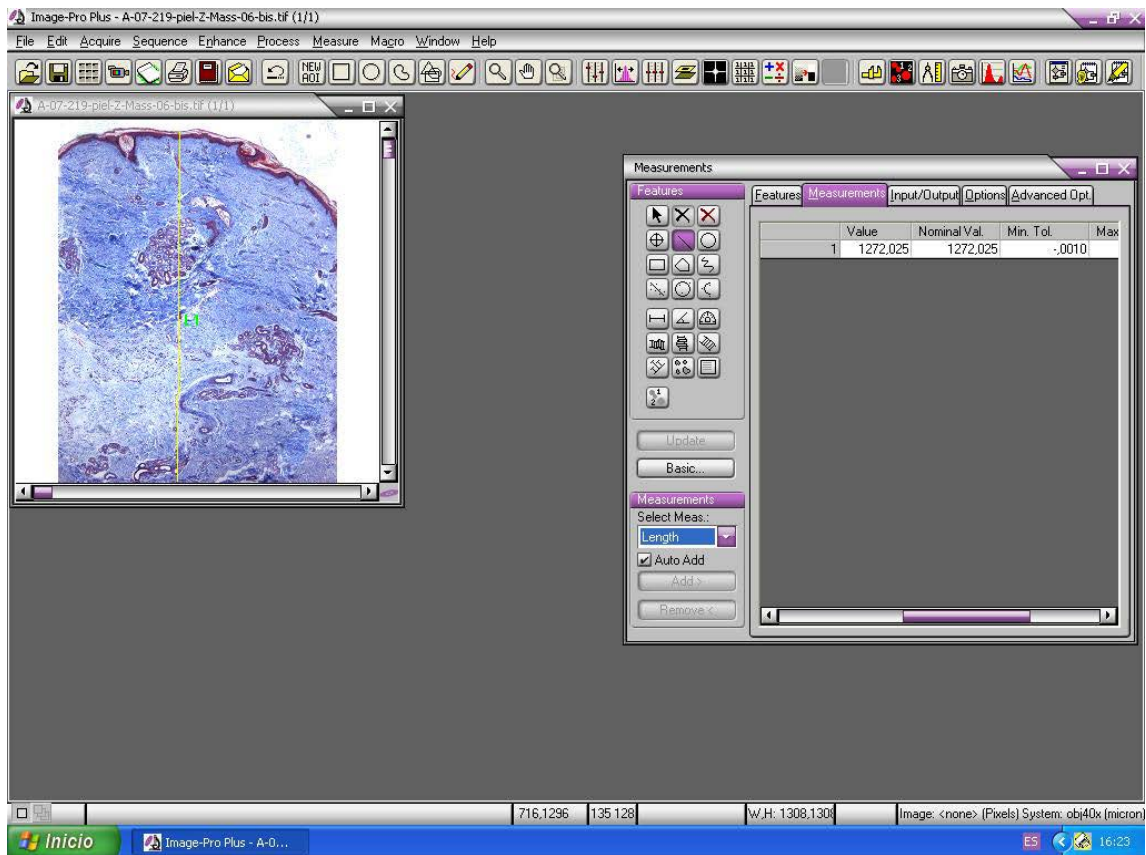 Image-Pro Plus - A-07-219-piel-Z-Mass-06-bis.tif (1/1)
File Edit Acquire Sequence Enhance Process Measure Macro Window Help
NEW AOI
A-07-219-piel-Z-Mass-06-bis.tif (1/1)
L1
Measurements
Features
Features Measurements Input/Output Options Advanced Opt.
Value Nominal Val. Min. Tol. Max
1 1272,025 1272,025 -,0010
Update
Basic...
Measurements
Select Meas.:
Length
Auto Add
Add >
Remove <
716,1296 135 128 W,H: 1308,1308 Image: <none> (Pixels) System: obj40x (micron)
Inicio Image-Pro Plus - A-0... ES 16:23